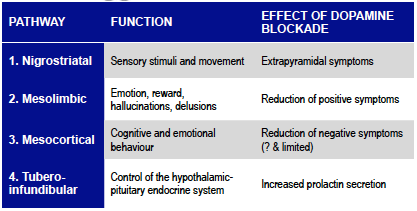 PATHWAY FUNCTION EFFECT OF DOPAMINE
BLOCKADE
1. Nigrostriatal Sensory stimuli and movement Extrapyramidal symptoms
2. Mesolimbic Emotion, reward,
hallucinations, delusions Reduction of positive symptoms
3. Mesocortical Cognitive and emotional
behaviour Reduction of negative symptoms
(? & limited)
4. Tubero-
infundibular Control of the hypothalamic-
pituitary endocrine system Increased prolactin secretion